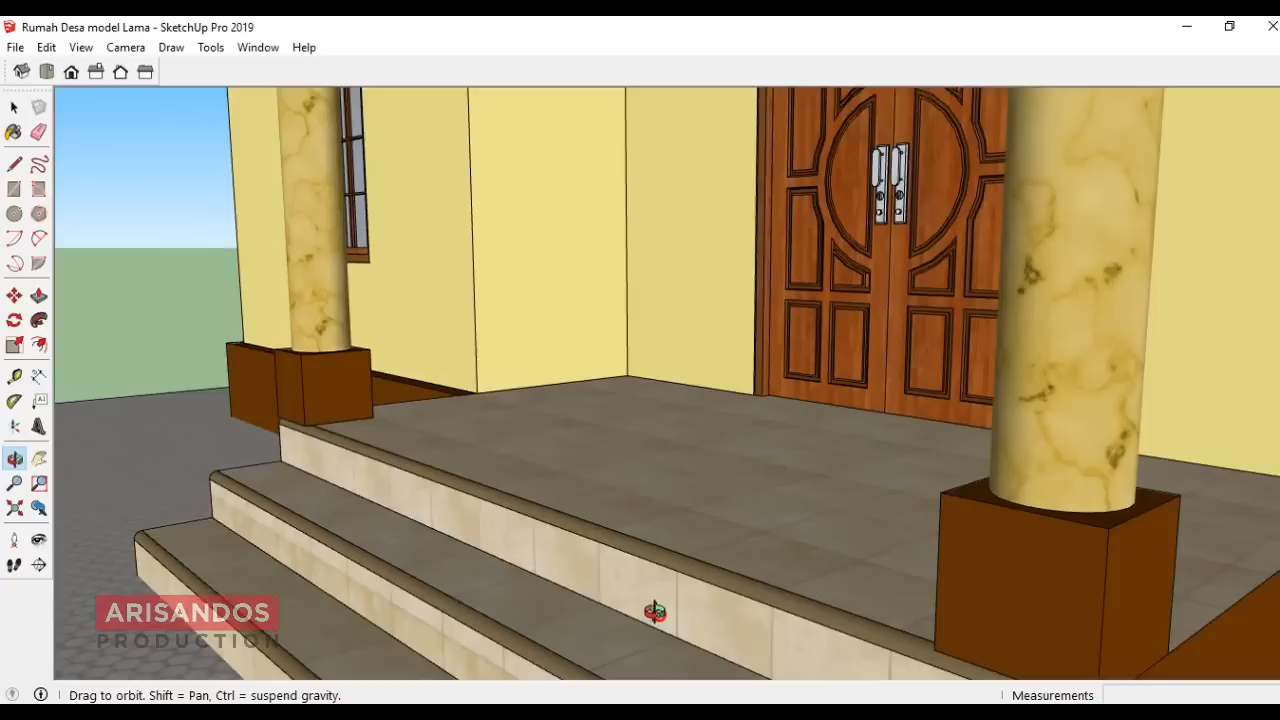 Rumah Desa model Lama - SketchUp Pro 2019
File Edit View Camera Draw Tools Window Help
ARISANDOS
PRODUCTION
Drag to orbit. Shift = Pan, Ctrl = suspend gravity.
Measurements